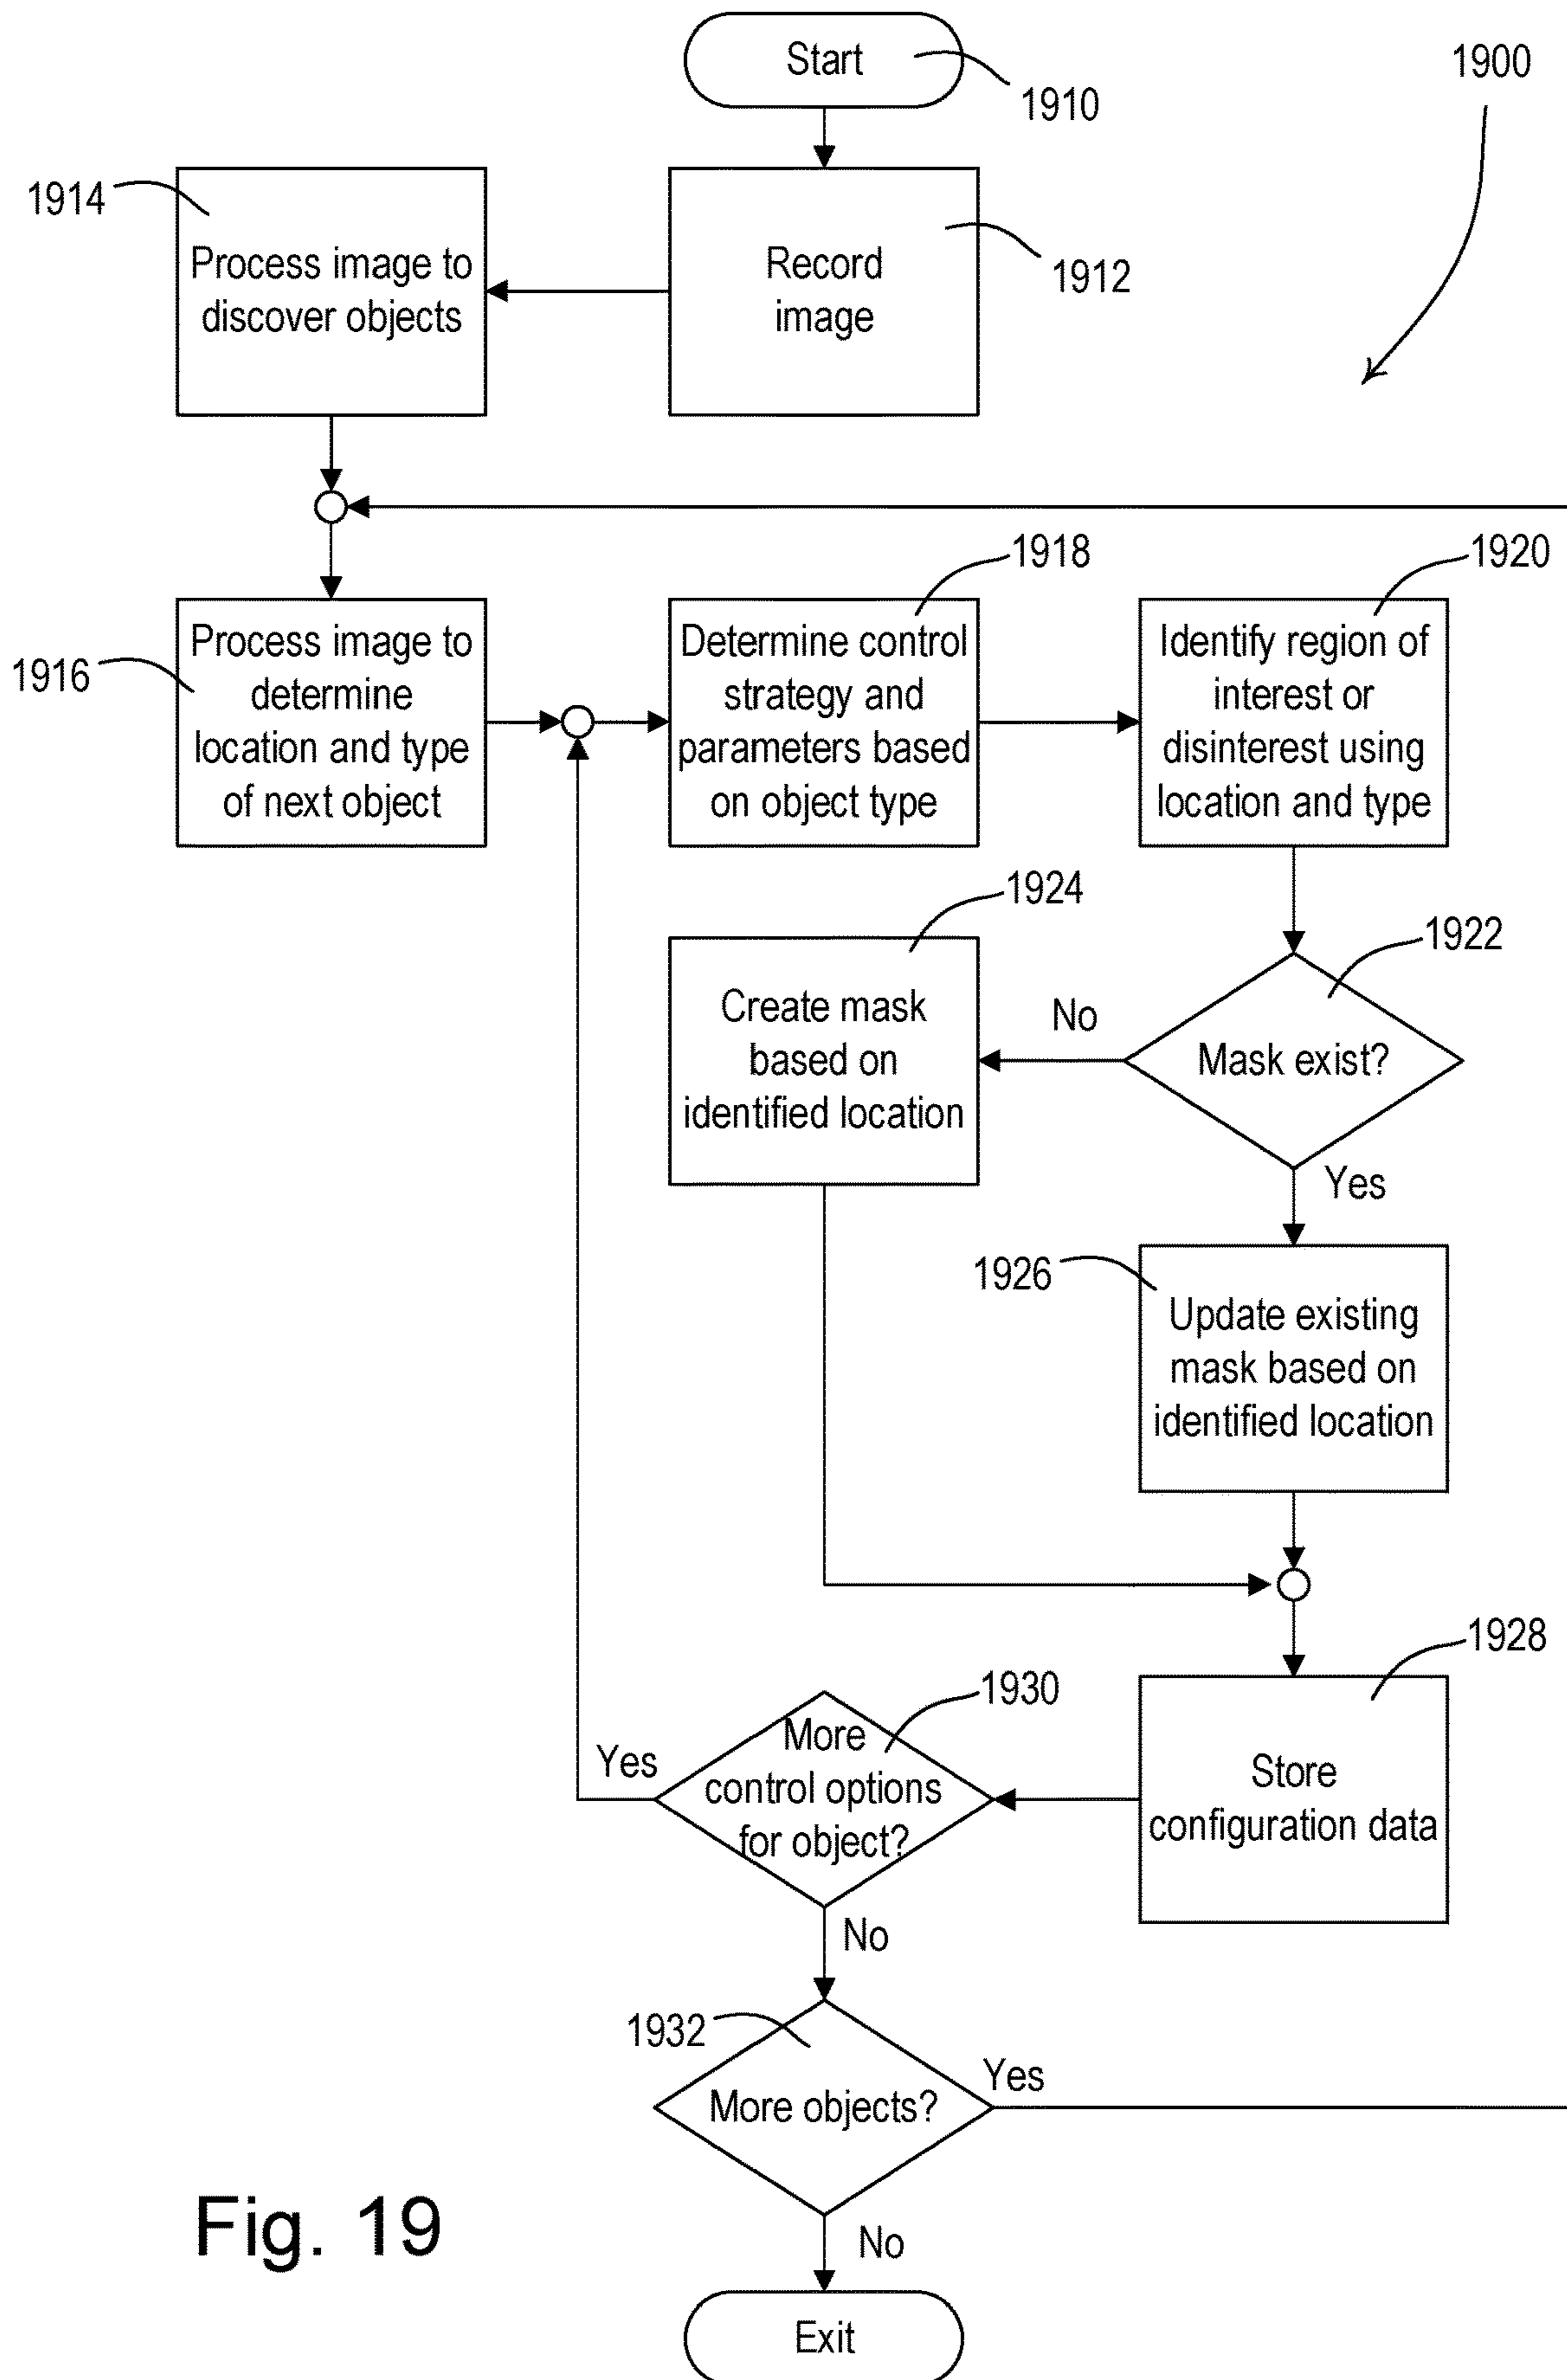 Start
1910
1900
1914
Process image to
discover objects
Record
image
1912
1918
1920
1916
Process image to
determine
location and type
of next object
Determine control
strategy and
parameters based
on object type
Identify region of
interest or
disinterest using
location and type
1924
1922
Create mask
based on
identified location
No
Mask exist?
Yes
1926
Update existing
mask based on
identified location
1928
1930
Yes
More
control options
for object?
Store
configuration data
No
1932
More objects?
Yes
No
Fig. 19
Exit